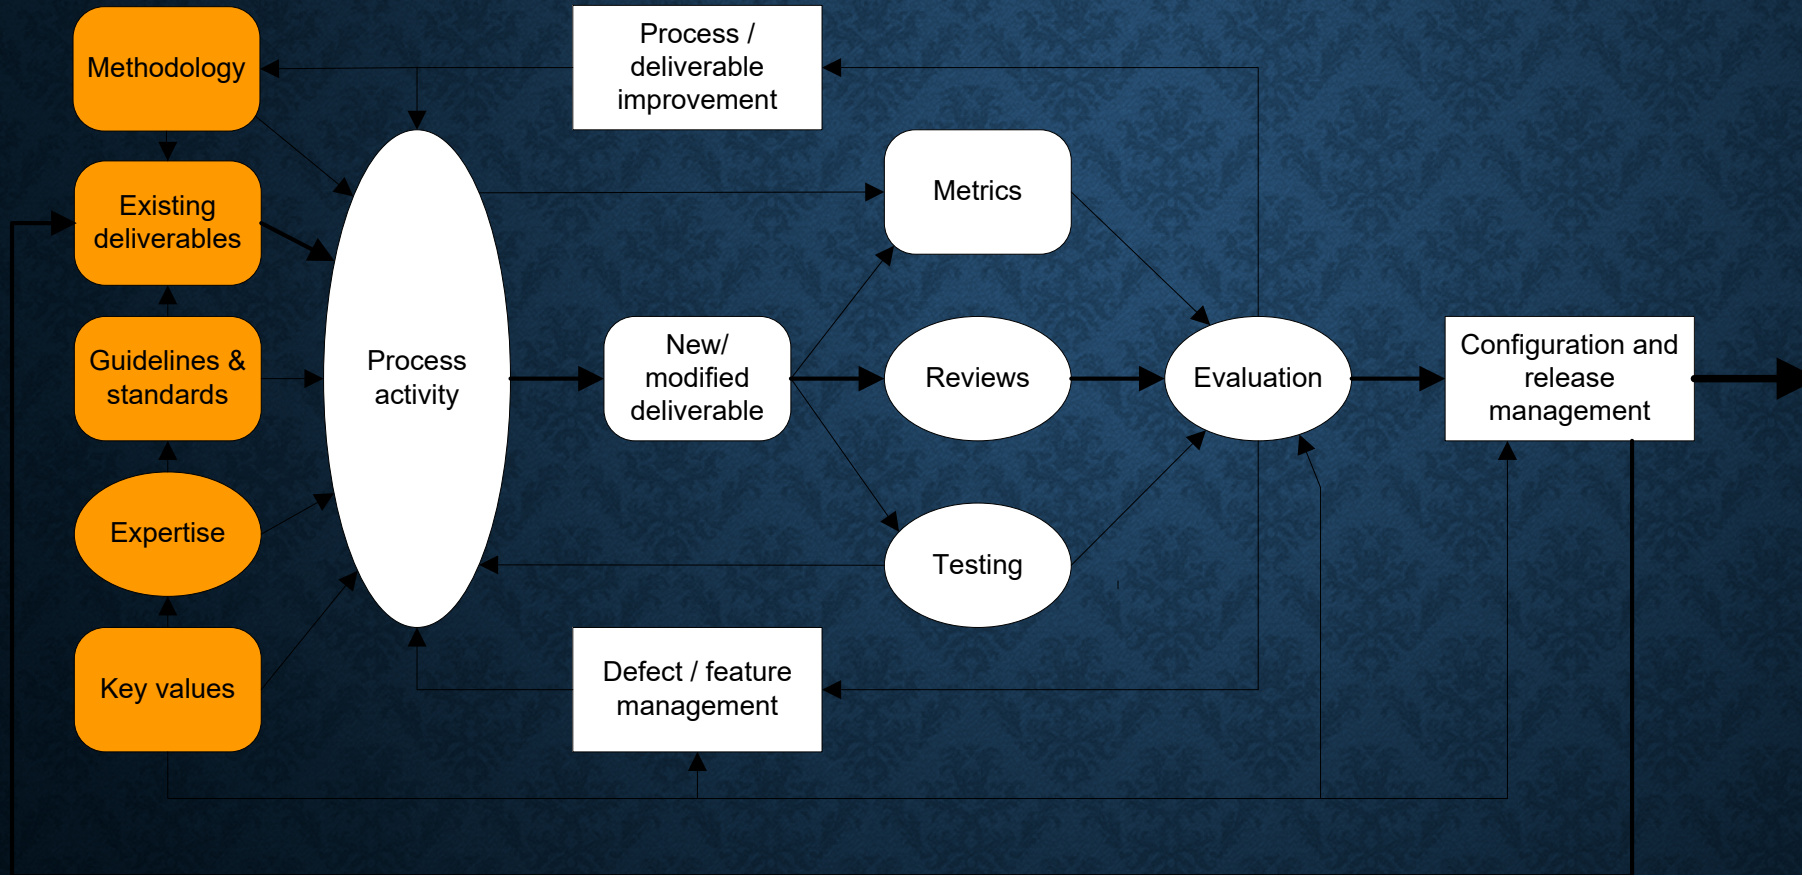 Methodology
Process /
deliverable
improvement
Existing
deliverables
Metrics
Guidelines &
standards
Process
activity
New/
modified
deliverable
Reviews
Evaluation
Configuration and
release
management
Expertise
Testing
Key values
Defect / feature
management